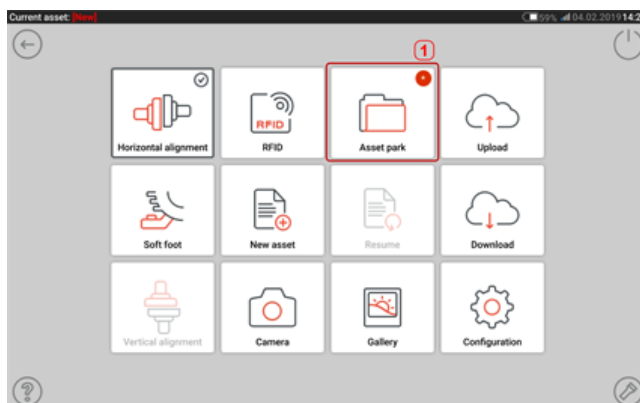 Current asset: [New]
59% 04.02.2019 14:2
1
Horizontal alignment
RFID
RFID
Asset park
Upload
Soft foot
New asset
Resume
Download
Vertical alignment
Camera
Gallery
Configuration
?